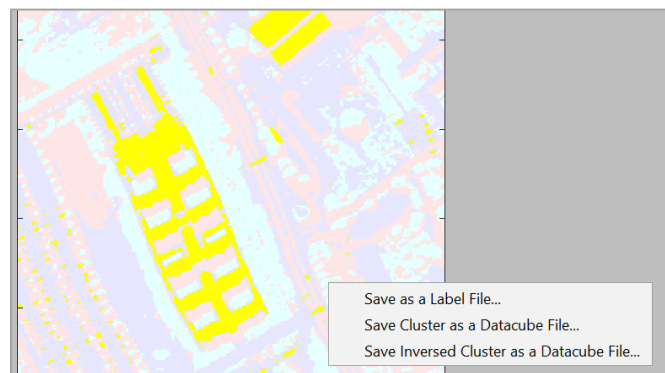 Save as a Label File...
Save Cluster as a Datacube File...
Save Inversed Cluster as a Datacube File...